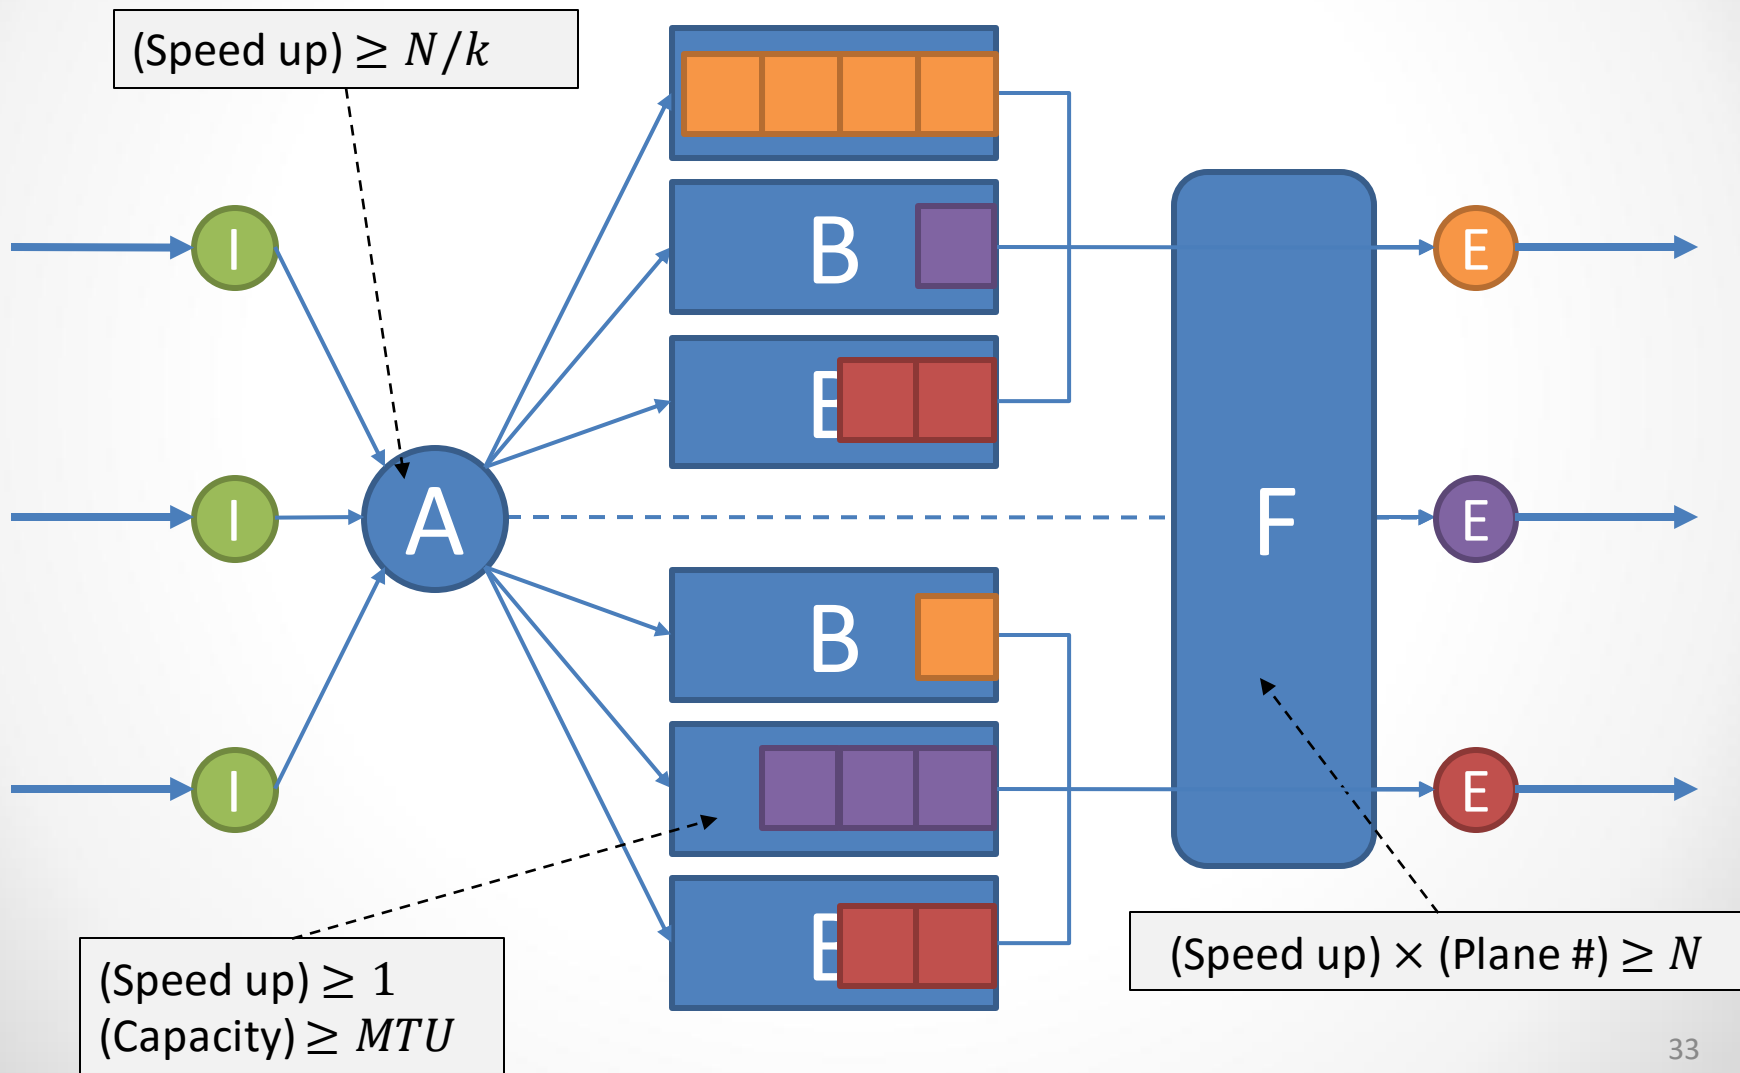 (Speed up) ≥ N/k
B
I
E
B
I
A
F
E
B
I
E
B
(Speed up) ≥ 1
(Capacity) ≥ MTU
(Speed up) × (Plane #) ≥ N
33